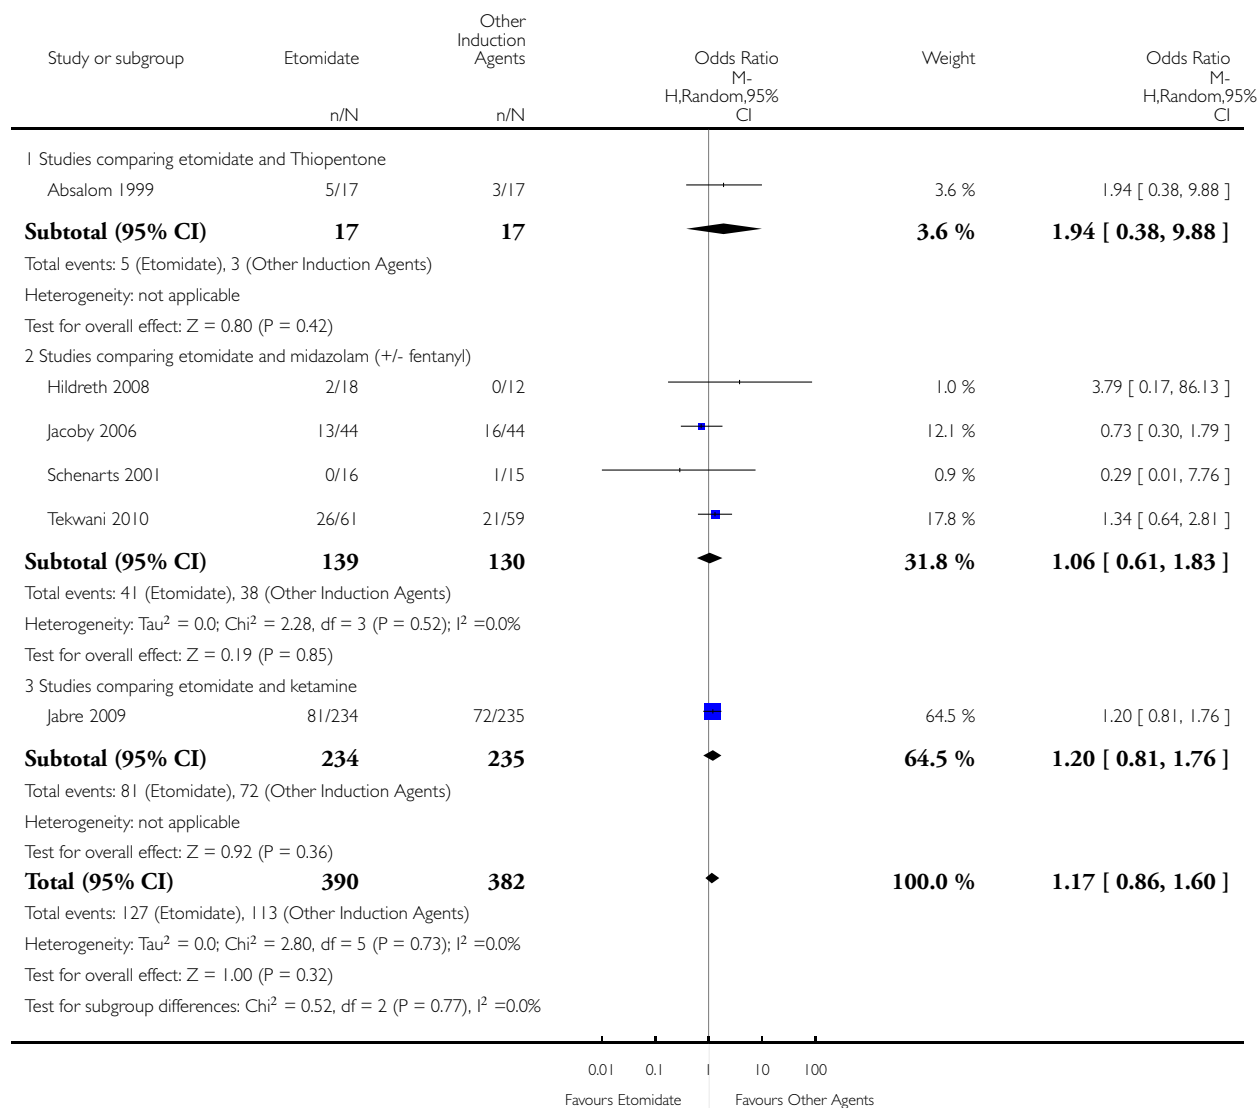 Other
Induction
Study or subgroup Etomidate Agents Odds Ratio Weight Odds Ratio
M- M-
H,Random,95% H,Random,95%
n/N n/N CI CI
1 Studies comparing etomidate and Thiopentone
Absalom 1999 5/17 3/17 3.6 % 1.94 [ 0.38, 9.88 ]
Subtotal (95% CI) 17 17 3.6 % 1.94 [ 0.38, 9.88 ]
Total events: 5 (Etomidate), 3 (Other Induction Agents)
Heterogeneity: not applicable
Test for overall effect: Z = 0.80 (P = 0.42)
2 Studies comparing etomidate and midazolam (+/- fentanyl)
Hildreth 2008 2/18 0/12 1.0 % 3.79 [ 0.17, 86.13 ]
Jacoby 2006 13/44 16/44 12.1 % 0.73 [ 0.30, 1.79 ]
Schenarts 2001 0/16 1/15 0.9 % 0.29 [ 0.01, 7.76 ]
Tekwani 2010 26/61 21/59 17.8 % 1.34 [ 0.64, 2.81 ]
Subtotal (95% CI) 139 130 31.8 % 1.06 [ 0.61, 1.83 ]
Total events: 41 (Etomidate), 38 (Other Induction Agents)
Heterogeneity: Tau² = 0.0; Chi² = 2.28, df = 3 (P = 0.52); I² =0.0%
Test for overall effect: Z = 0.19 (P = 0.85)
3 Studies comparing etomidate and ketamine
Jabre 2009 81/234 72/235 64.5 % 1.20 [ 0.81, 1.76 ]
Subtotal (95% CI) 234 235 64.5 % 1.20 [ 0.81, 1.76 ]
Total events: 81 (Etomidate), 72 (Other Induction Agents)
Heterogeneity: not applicable
Test for overall effect: Z = 0.92 (P = 0.36)
Total (95% CI) 390 382 100.0 % 1.17 [ 0.86, 1.60 ]
Total events: 127 (Etomidate), 113 (Other Induction Agents)
Heterogeneity: Tau² = 0.0; Chi² = 2.80, df = 5 (P = 0.73); I² =0.0%
Test for overall effect: Z = 1.00 (P = 0.32)
Test for subgroup differences: Chi² = 0.52, df = 2 (P = 0.77), I² =0.0%
0.01 0.1 1 10 100
Favours Etomidate Favours Other Agents